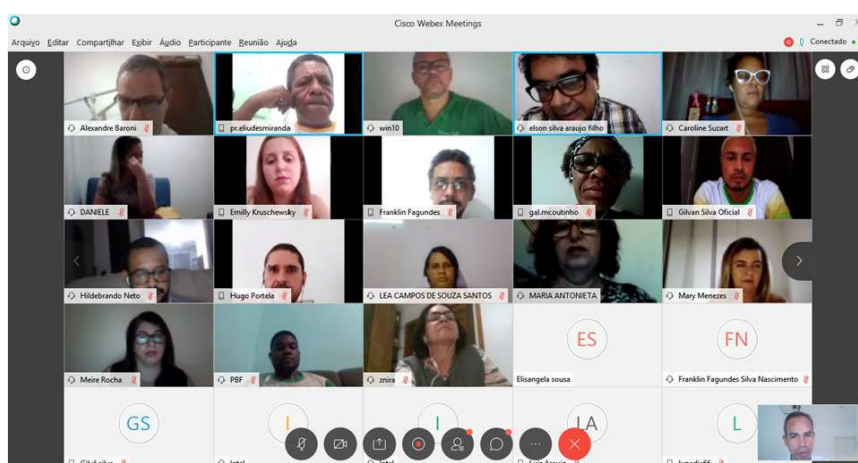 Cisco Webex Meetings
Arquivo Editar Compartilhar Exibir Áudio Participante Reunião Ajuda
Conectado
Alexandre Baroni
pr.eliudesmiranda
win10
elson silva araujo filho
Caroline Suzart
DANIELE
Emilly Kruschewsky
Franklin Fagundes
gal.mcoutinho
Gilvan Silva Oficial
Hildebrando Neto
Hugo Portela
LEA CAMPOS DE SOUZA SANTOS
MARIA ANTONIETA
Mary Menezes
Meire Rocha
PBF
znira
ES
Elisangela sousa
FN
Franklin Fagundes Silva Nascimento
GS
I
I
LA
L